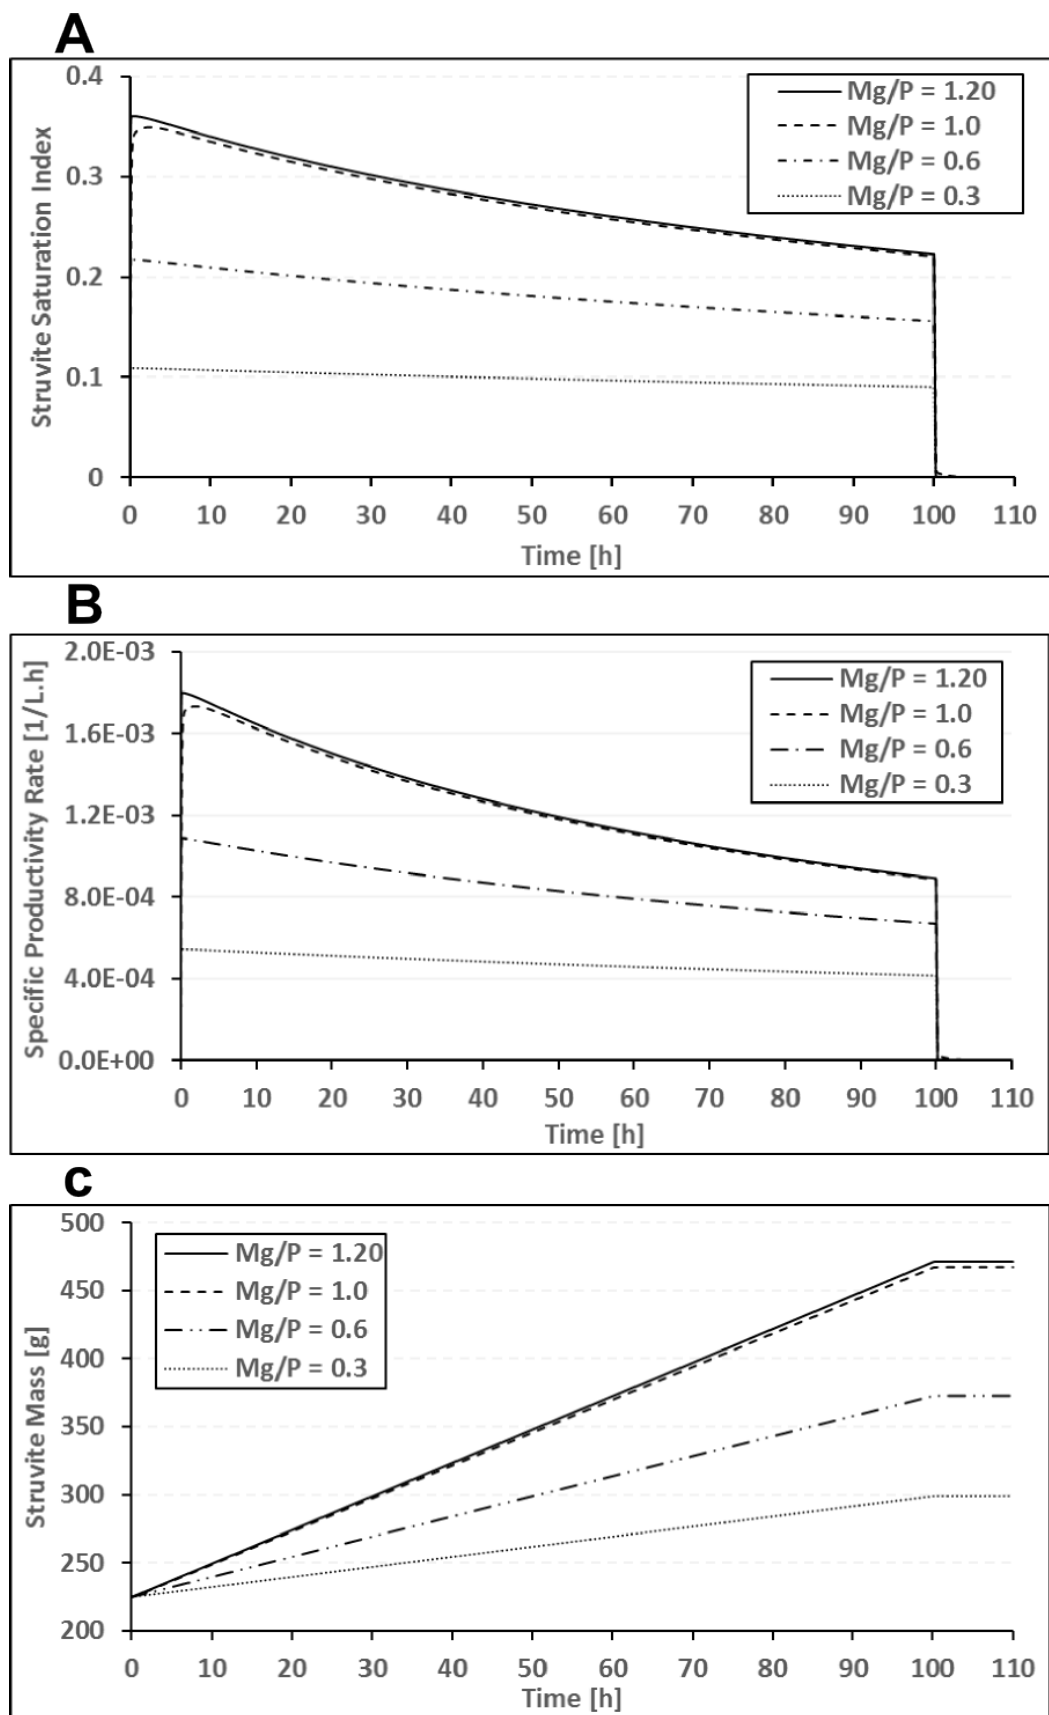 A
0.4
Mg/P = 1.20
Mg/P = 1.0
0.3
Mg/P = 0.6
Mg/P = 0.3
0.2
0.1
0
Struvite Saturation Index
0 10 20 30 40 50 60 70 80 90 100 110
Time [h]
B
2.0E-03
Mg/P = 1.20
Mg/P = 1.0
1.6E-03
Mg/P = 0.6
Mg/P = 0.3
1.2E-03
8.0E-04
4.0E-04
0.0E+00
Specific Productivity Rate [1/L.h]
0 10 20 30 40 50 60 70 80 90 100 110
Time [h]
c
500
Mg/P = 1.20
450
Mg/P = 1.0
Mg/P = 0.6
400
Mg/P = 0.3
350
300
250
200
Struvite Mass [g]
0 10 20 30 40 50 60 70 80 90 100 110
Time [h]